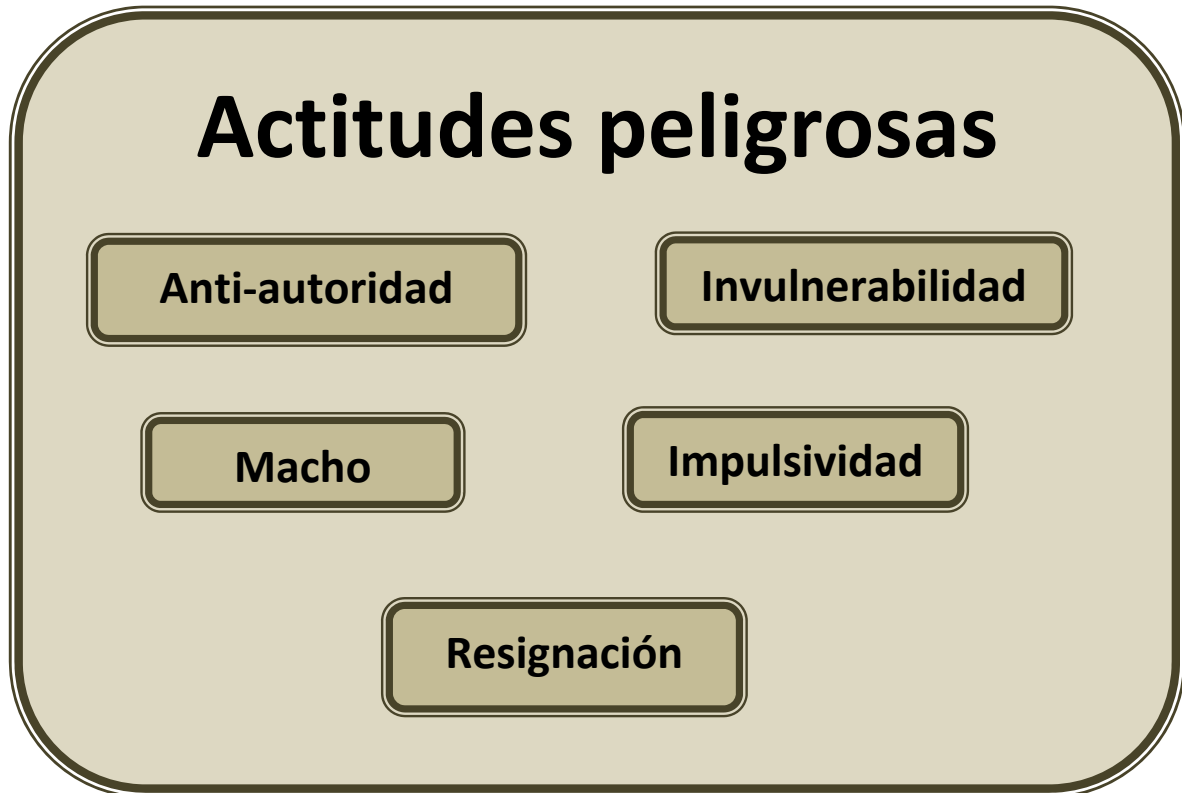 Actitudes peligrosas
Anti-autoridad
Invulnerabilidad
Macho
Impulsividad
Resignación